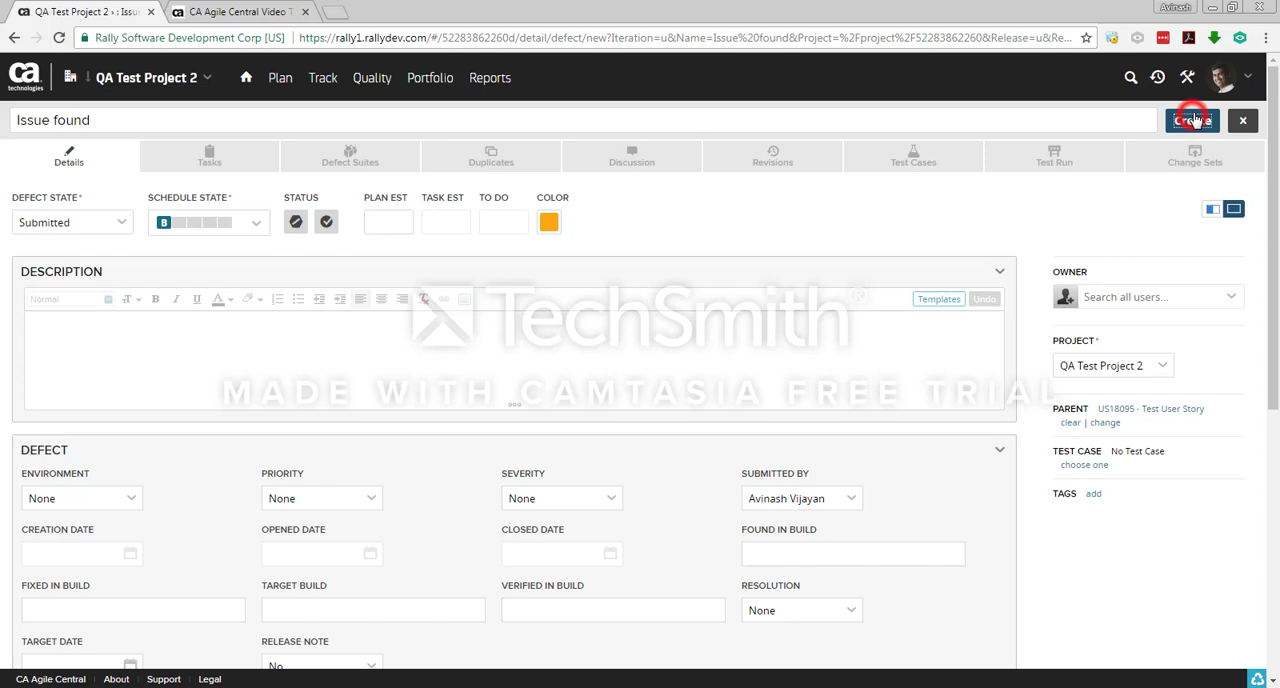 QA Test Project 2 › : Issu
CA Agile Central Video T
Avinash
Rally Software Development Corp [US]
https://rally1.rallydev.com/#/52283862260d/detail/defect/new?Iteration=u&Name=Issue%20found&Project=%2Fproject%2F52283862260&Release=u&Re...
ca
technologies
QA Test Project 2
Plan
Track
Quality
Portfolio
Reports
Issue found
Create
Details
Tasks
Defect Suites
Duplicates
Discussion
Revisions
Test Cases
Test Run
Change Sets
DEFECT STATE*
SCHEDULE STATE*
STATUS
PLAN EST
TASK EST
TO DO
COLOR
Submitted
B
DESCRIPTION
Normal
Templates
Undo
TechSmith®
MADE WITH CAMTASIA FREE TRIAL
OWNER
Search all users...
PROJECT*
QA Test Project 2
PARENT US18095 - Test User Story
clear | change
TEST CASE No Test Case
choose one
TAGS add
DEFECT
ENVIRONMENT
PRIORITY
SEVERITY
SUBMITTED BY
None
None
None
Avinash Vijayan
CREATION DATE
OPENED DATE
CLOSED DATE
FOUND IN BUILD
FIXED IN BUILD
TARGET BUILD
VERIFIED IN BUILD
RESOLUTION
None
TARGET DATE
RELEASE NOTE
No
CA Agile Central
About
Support
Legal